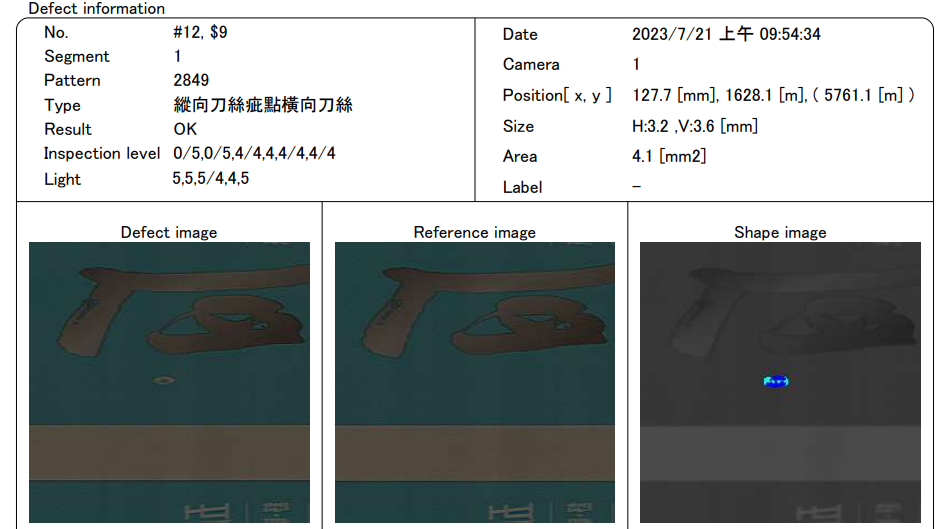 Defect information
No. #12, $9
Segment 1
Pattern 2849
Type 縱向刀絲疵點橫向刀絲
Result OK
Inspection level 0/5,0/5,4/4,4,4/4,4/4
Light 5,5,5/4,4,5
Date 2023/7/21 上午 09:54:34
Camera 1
Position[ x, y ] 127.7 [mm], 1628.1 [m], ( 5761.1 [m] )
Size H:3.2 ,V:3.6 [mm]
Area 4.1 [mm2]
Label −
Defect image
Reference image
Shape image